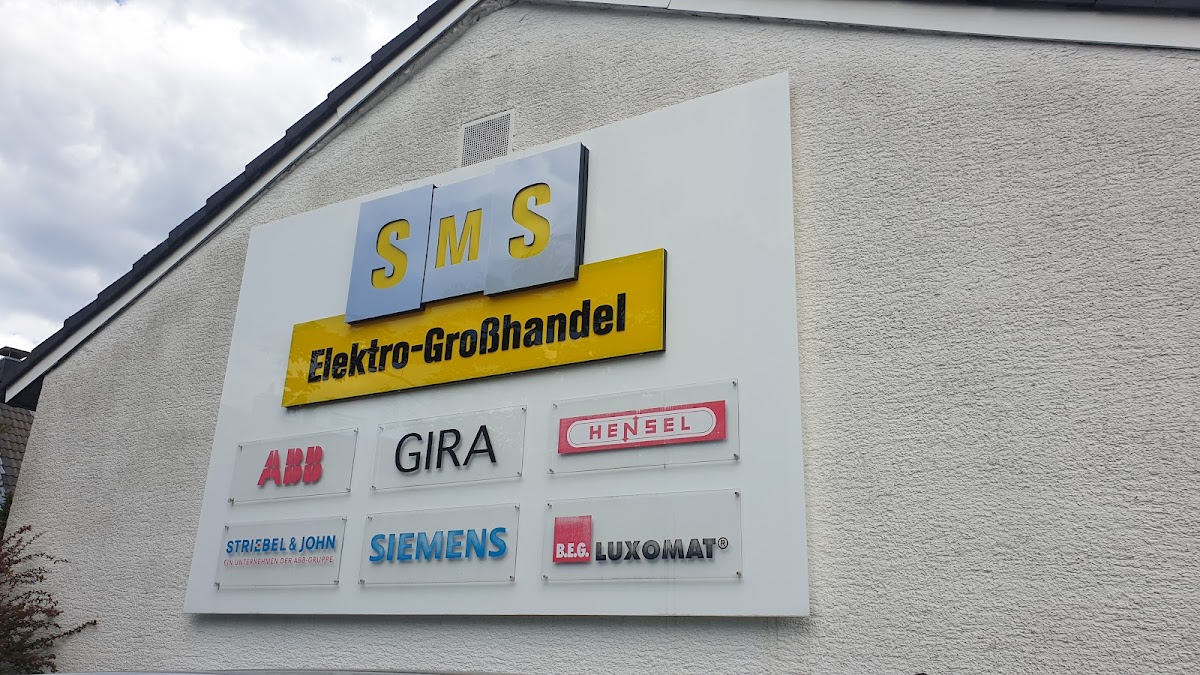 SMS
Elektro-Großhandel
ABB
GIRA
HENSEL
STRIEBEL & JOHN
EIN UNTERNEHMEN DER ABB-GRUPPE
SIEMENS
B.E.G. LUXOMAT®